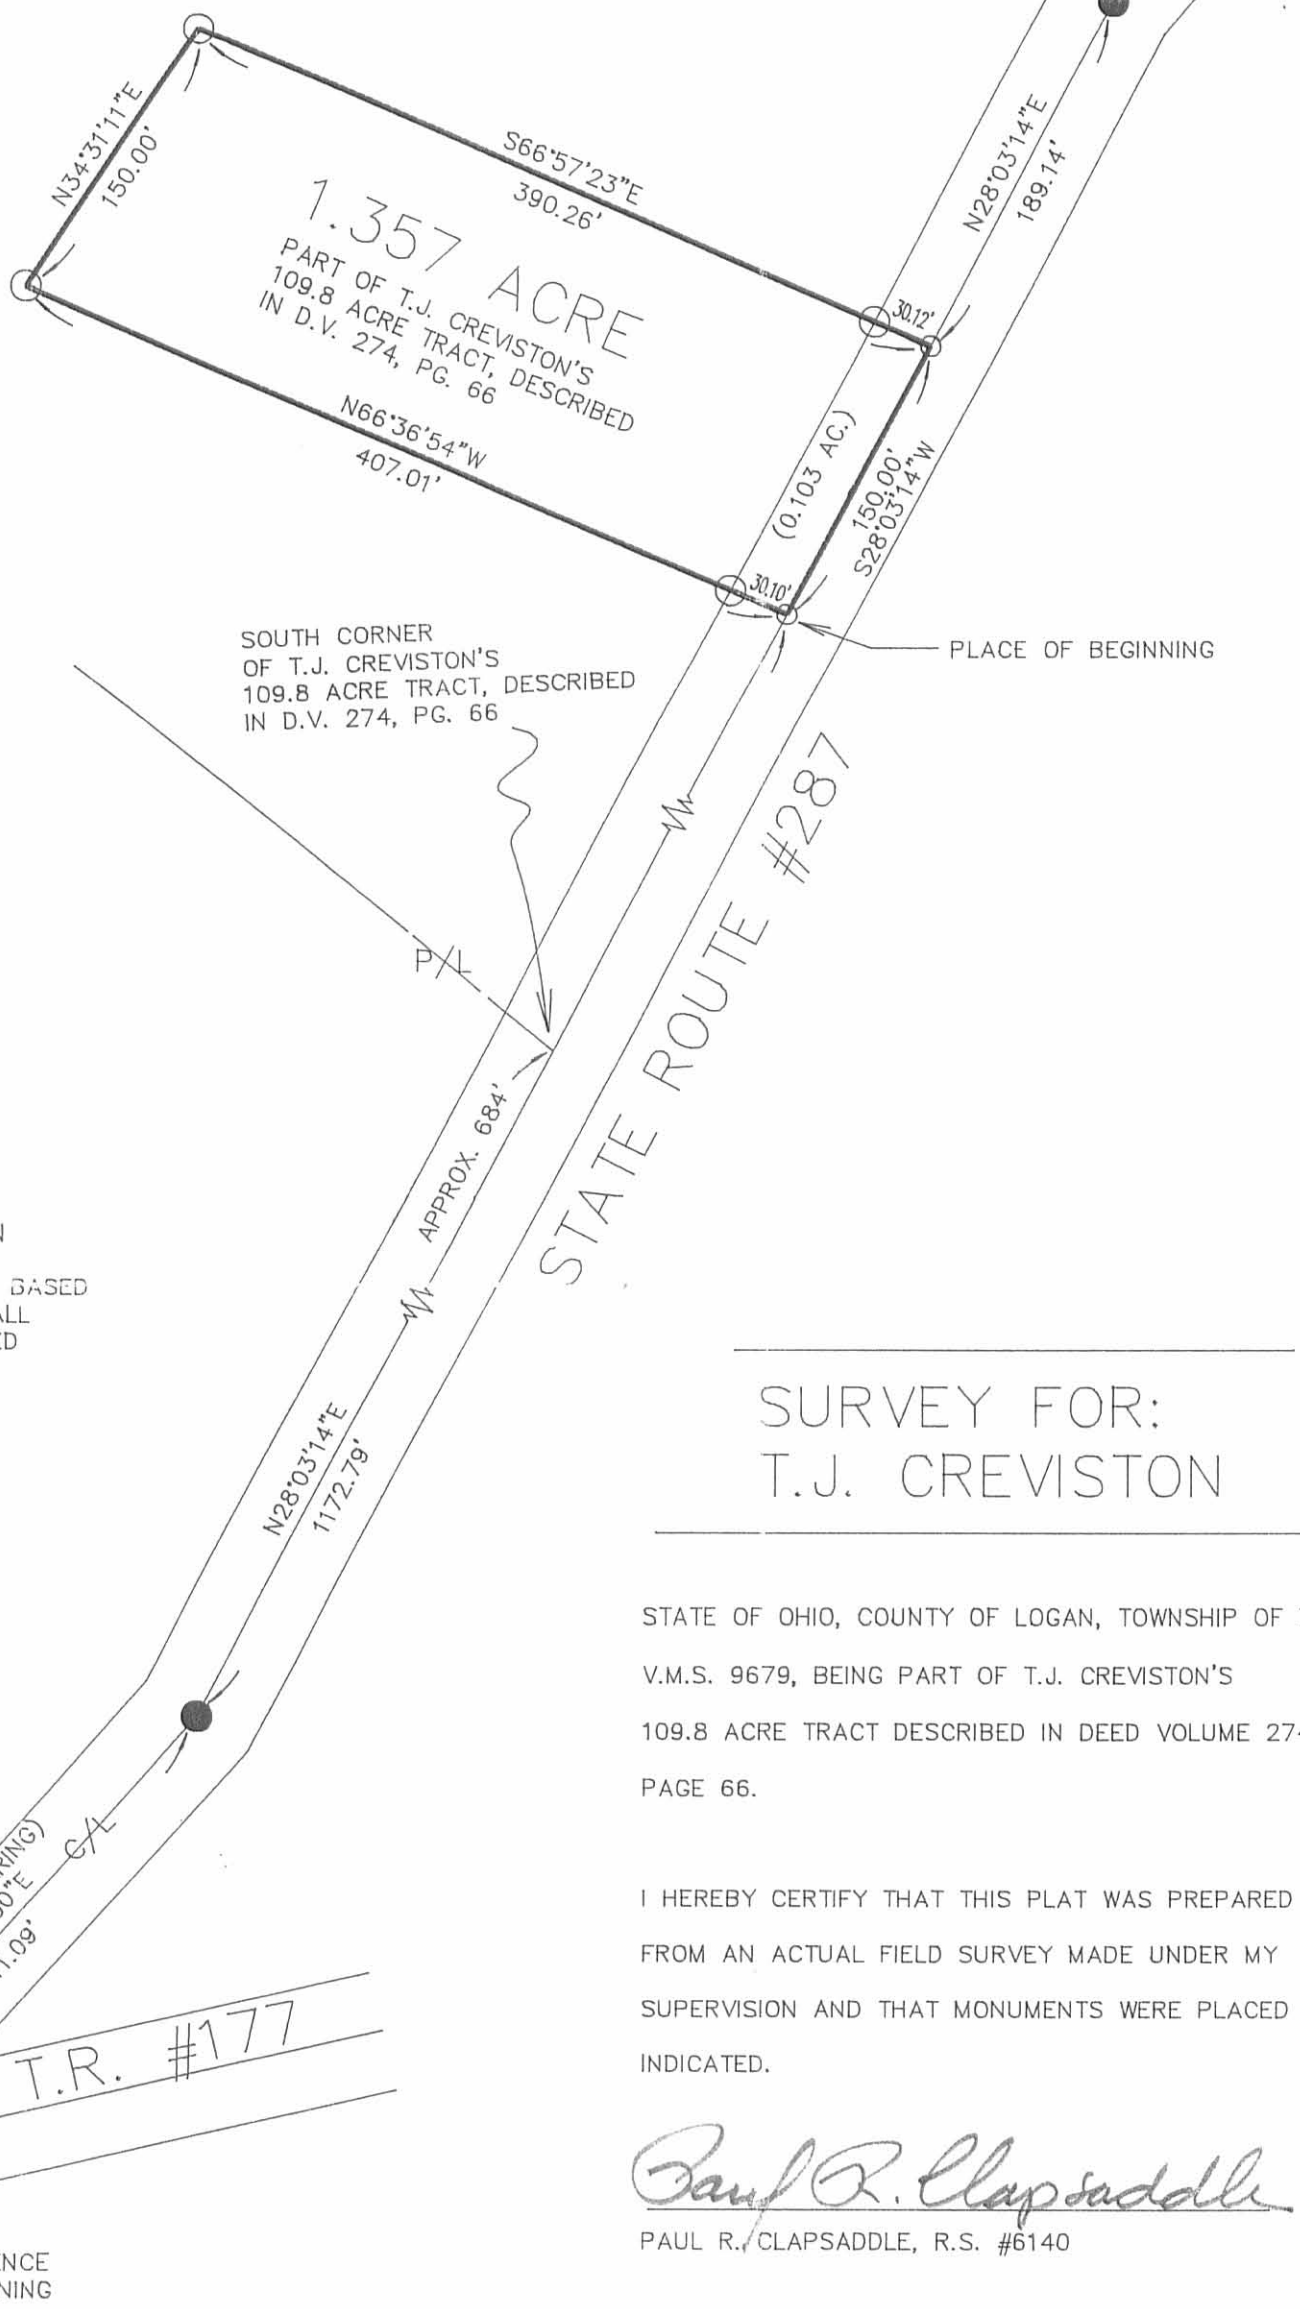 N34°31'11"E
150.00'
S66°57'23"E
390.26'
1.357 ACRE
PART OF T.J. CREVISTON'S
109.8 ACRE TRACT, DESCRIBED
IN D.V. 274, PG. 66
N66°36'54"W
407.01'
N28°03'14"E
189.14'
30.12'
(0.103 AC.)
150.00'
S28°03'14"W
30.10'
PLACE OF BEGINNING
SOUTH CORNER
OF T.J. CREVISTON'S
109.8 ACRE TRACT, DESCRIBED
IN D.V. 274, PG. 66
P/L
STATE ROUTE #287
APPROX. 684'
BASED
N28°03'14"E
1172.79'
C/L
T.R. #177
SURVEY FOR:
T.J. CREVISTON
STATE OF OHIO, COUNTY OF LOGAN, TOWNSHIP OF
V.M.S. 9679, BEING PART OF T.J. CREVISTON'S
109.8 ACRE TRACT DESCRIBED IN DEED VOLUME 27
PAGE 66.
I HEREBY CERTIFY THAT THIS PLAT WAS PREPARED
FROM AN ACTUAL FIELD SURVEY MADE UNDER MY
SUPERVISION AND THAT MONUMENTS WERE PLACED
INDICATED.
Paul R. Clapsaddle
PAUL R. CLAPSADDLE, R.S. #6140